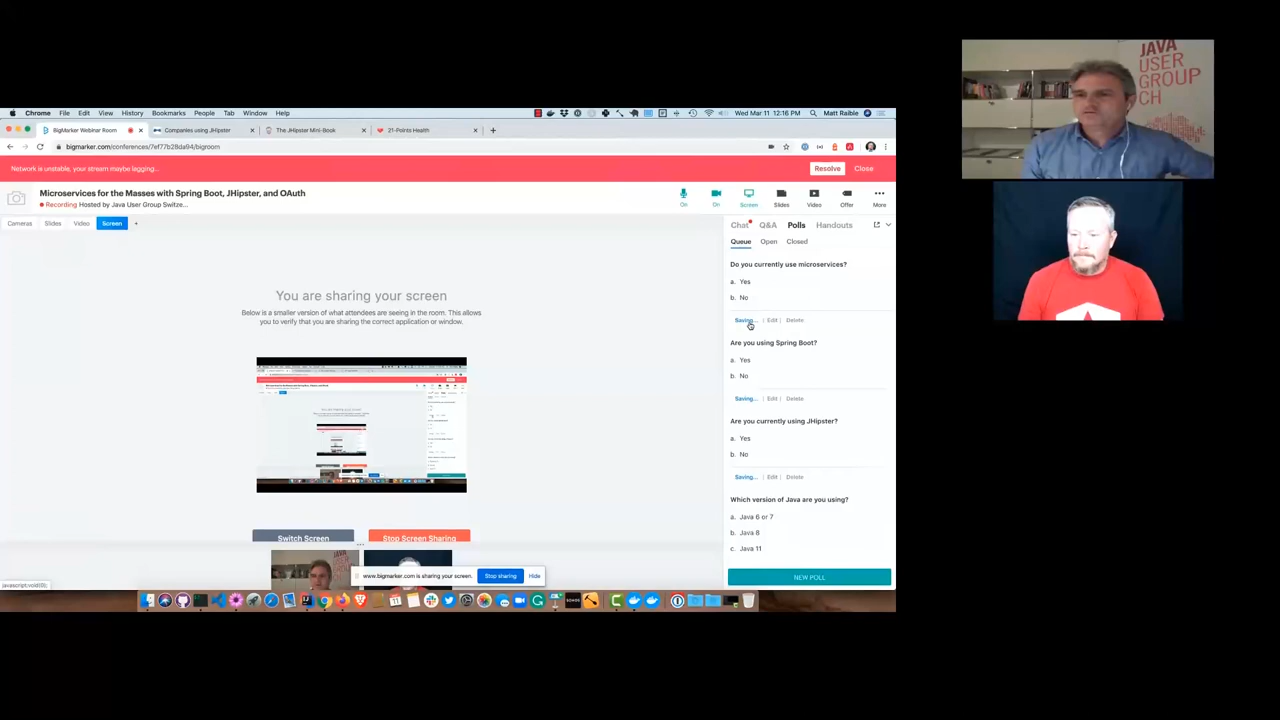 Chrome File Edit View History Bookmarks People Tab Window Help
Wed Mar 11 12:16 PM Matt Raible
BigMarker Webinar Room
Companies using JHipster
The JHipster Mini-Book
21-Points Health
bigmarker.com/conferences/7ef77b28da94/bigroom
Network is unstable, your stream maybe lagging...
Resolve
Close
Microservices for the Masses with Spring Boot, JHipster, and OAuth
Recording Hosted by Java User Group Switze...
On
On
Screen
Slides
Video
Offer
More
Cameras
Slides
Video
Screen
+
Chat
Q&A
Polls
Handouts
Queue
Open
Closed
You are sharing your screen
Below is a smaller version of what attendees are seeing in the room. This allows
you to verify that you are sharing the correct application or window.
Switch Screen
Stop Screen Sharing
Do you currently use microservices?
a. Yes
b. No
Saving... | Edit | Delete
Are you using Spring Boot?
a. Yes
b. No
Saving... | Edit | Delete
Are you currently using JHipster?
a. Yes
b. No
Saving... | Edit | Delete
Which version of Java are you using?
a. Java 6 or 7
b. Java 8
c. Java 11
NEW POLL
www.bigmarker.com is sharing your screen.
Stop sharing
Hide
javascript:void(0);
JAVA
USER
GROUP
CH